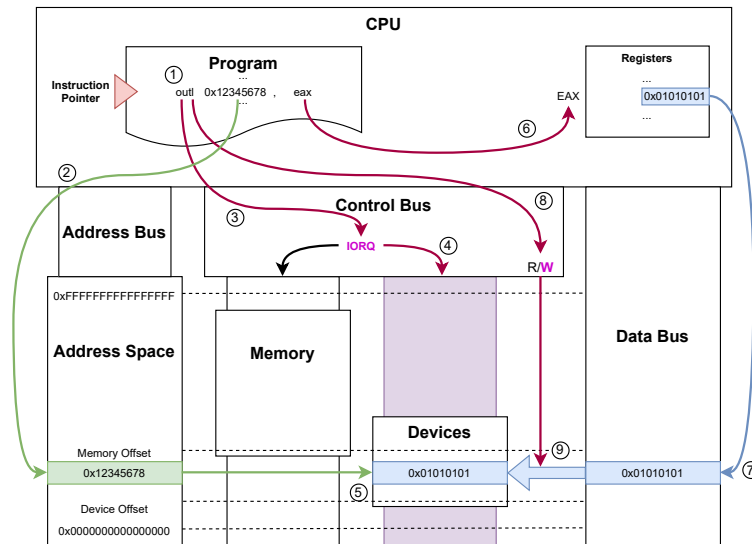 CPU
Program
Registers
①
...
Instruction
Pointer
outl 0x12345678 , eax
...
...
EAX
0x01010101
...
⑥
②
③
⑧
Address Bus
Control Bus
IORQ
④
R/W
0xFFFFFFFFFFFFFFFF
Address Space
Memory
Data Bus
Devices
Memory Offset
⑨
0x12345678
0x01010101
0x01010101
⑦
⑤
Device Offset
0x0000000000000000